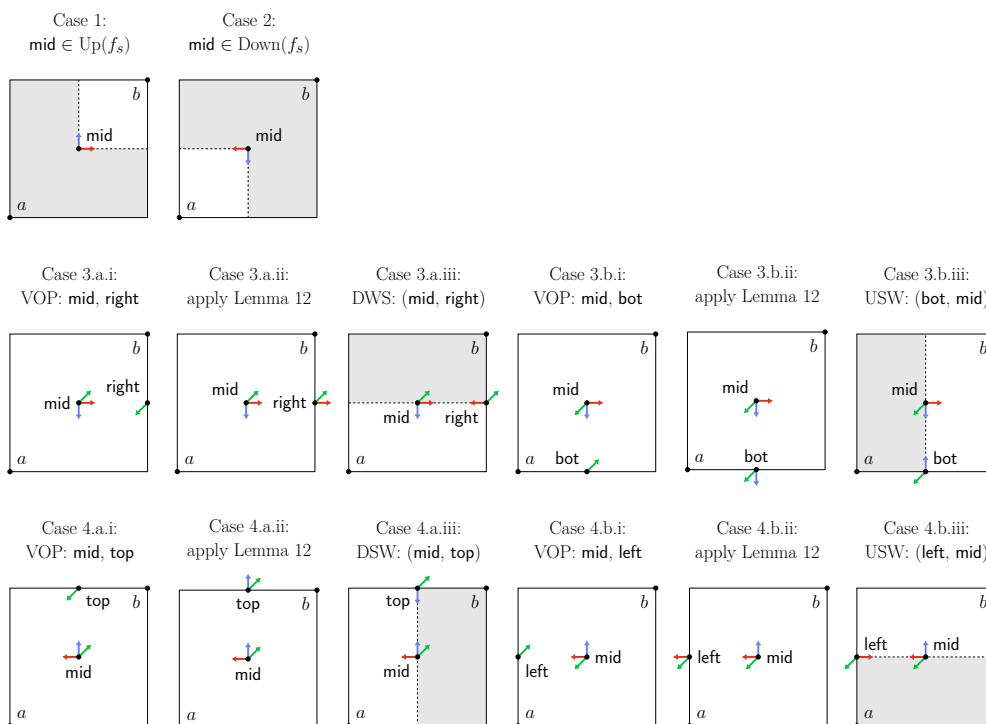 Case 1:
mid ∈ Up(f_s)
Case 2:
mid ∈ Down(f_s)
b
mid
a
b
mid
a
Case 3.a.i:
VOP: mid, right
Case 3.a.ii:
apply Lemma 12
Case 3.a.iii:
DWS: (mid, right)
Case 3.b.i:
VOP: mid, bot
Case 3.b.ii:
apply Lemma 12
Case 3.b.iii:
USW: (bot, mid)
b
right
mid
a
b
mid
right
a
b
mid
right
a
b
mid
bot
a
b
mid
bot
a
b
mid
bot
a
Case 4.a.i:
VOP: mid, top
Case 4.a.ii:
apply Lemma 12
Case 4.a.iii:
DSW: (mid, top)
Case 4.b.i:
VOP: mid, left
Case 4.b.ii:
apply Lemma 12
Case 4.b.iii:
USW: (left, mid)
top
b
mid
a
top
b
mid
a
top
b
mid
a
b
mid
left
a
b
left
mid
a
b
left
mid
a